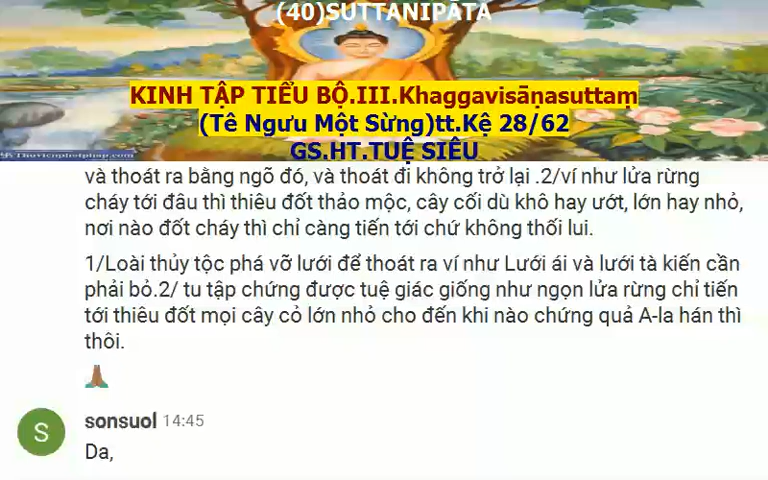 (40)SUTTANIPĀTA
KINH TẬP TIỂU BỘ.III.Khaggavisāṇasuttaṃ
(Tê Ngưu Một Sừng)tt.Kệ 28/62
GS.HT.TUỆ SIÊU
Thuvienphatphap.com
và thoát ra bằng ngõ đó, và thoát đi không trở lại .2/ví như lửa rừng
cháy tới đâu thì thiêu đốt thảo mộc, cây cối dù khô hay ướt, lớn hay nhỏ,
nơi nào đốt cháy thì chỉ càng tiến tới chứ không thối lui.
1/Loài thủy tộc phá vỡ lưới để thoát ra ví như Lưới ái và lưới tà kiến cần
phải bỏ.2/ tu tập chứng được tuệ giác giống như ngọn lửa rừng chỉ tiến
tới thiêu đốt mọi cây cỏ lớn nhỏ cho đến khi nào chứng quả A-la hán thì
thôi.
S
sonsuol 14:45
Da,